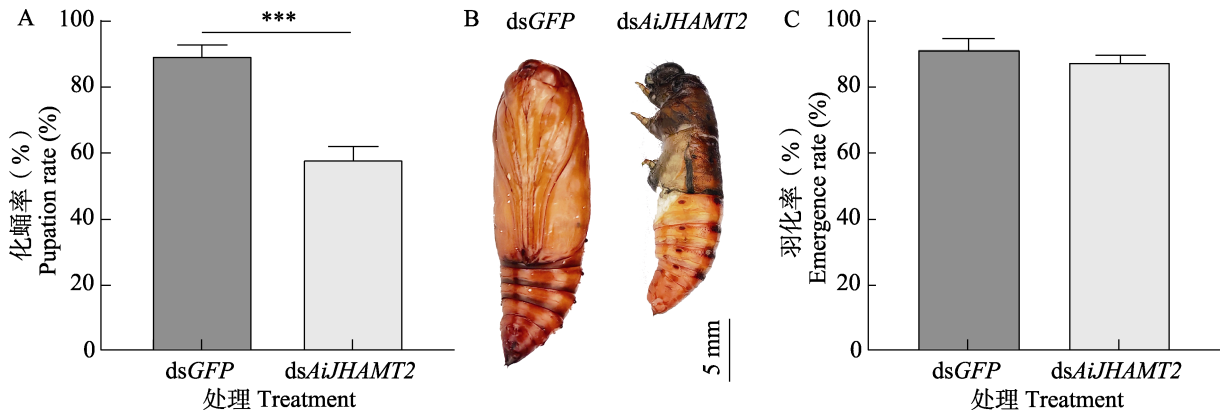 A
***
100
80
60
40
20
0
化蛹率(%)
Pupation rate (%)
dsGFP
dsAiJHAMT2
处理 Treatment
B
dsGFP
dsAiJHAMT2
5 mm
C
100
80
60
40
20
0
羽化率(%)
Emergence rate (%)
dsGFP
dsAiJHAMT2
处理 Treatment